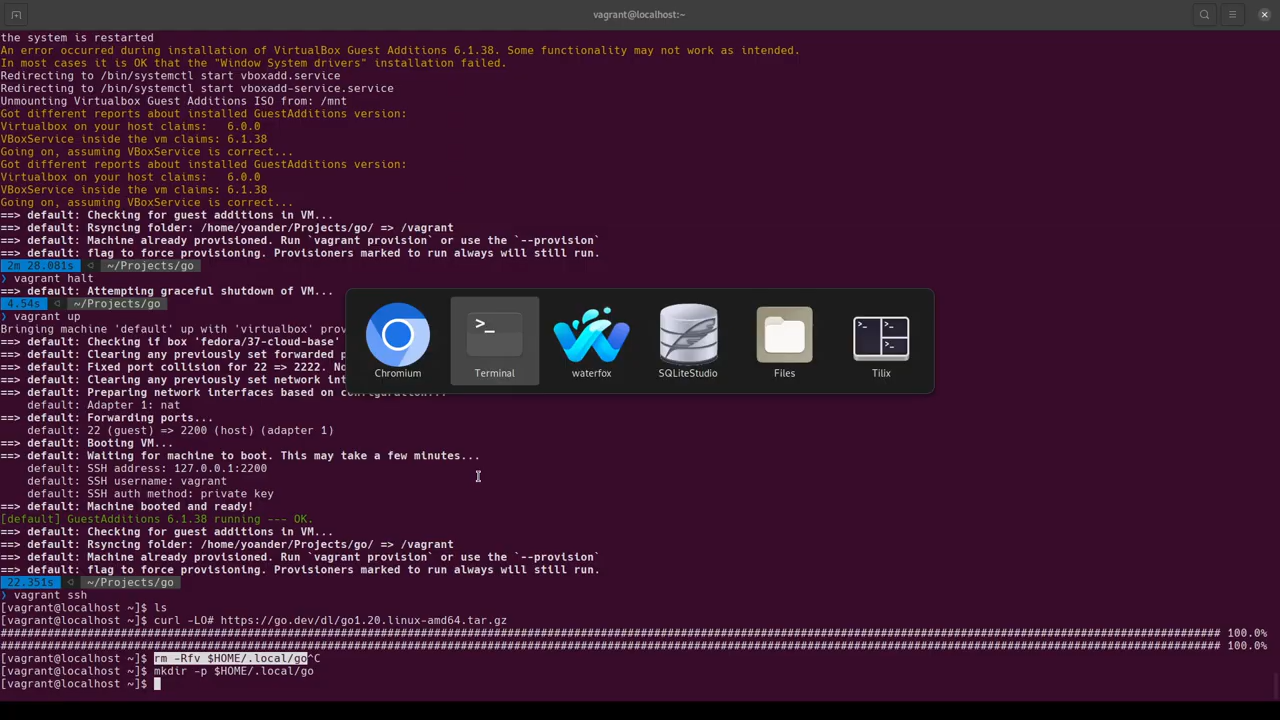 vagrant@localhost:~
the system is restarted
An error occurred during installation of VirtualBox Guest Additions 6.1.38. Some functionality may not work as intended.
In most cases it is OK that the "Window System drivers" installation failed.
Redirecting to /bin/systemctl start vboxadd.service
Redirecting to /bin/systemctl start vboxadd-service.service
Unmounting Virtualbox Guest Additions ISO from: /mnt
Got different reports about installed GuestAdditions version:
Virtualbox on your host claims:   6.0.0
VBoxService inside the vm claims: 6.1.38
Going on, assuming VBoxService is correct...
Got different reports about installed GuestAdditions version:
Virtualbox on your host claims:   6.0.0
VBoxService inside the vm claims: 6.1.38
Going on, assuming VBoxService is correct...
==> default: Checking for guest additions in VM...
==> default: Rsyncing folder: /home/yoander/Projects/go/ => /vagrant
==> default: Machine already provisioned. Run `vagrant provision` or use the `--provision`
==> default: flag to force provisioning. Provisioners marked to run always will still run.
2m 28.081s ◁ ~/Projects/go
❯ vagrant halt
==> default: Attempting graceful shutdown of VM...
4.54s ◁ ~/Projects/go
❯ vagrant up
Bringing machine 'default' up with 'virtualbox' prov
==> default: Checking if box 'fedora/37-cloud-base'
==> default: Clearing any previously set forwarded p
==> default: Fixed port collision for 22 => 2222. No
==> default: Clearing any previously set network int
==> default: Preparing network interfaces based on configuration...
    default: Adapter 1: nat
==> default: Forwarding ports...
    default: 22 (guest) => 2200 (host) (adapter 1)
==> default: Booting VM...
==> default: Waiting for machine to boot. This may take a few minutes...
    default: SSH address: 127.0.0.1:2200
    default: SSH username: vagrant
    default: SSH auth method: private key
==> default: Machine booted and ready!
[default] GuestAdditions 6.1.38 running --- OK.
==> default: Checking for guest additions in VM...
==> default: Rsyncing folder: /home/yoander/Projects/go/ => /vagrant
==> default: Machine already provisioned. Run `vagrant provision` or use the `--provision`
==> default: flag to force provisioning. Provisioners marked to run always will still run.
22.351s ◁ ~/Projects/go
❯ vagrant ssh
[vagrant@localhost ~]$ ls
[vagrant@localhost ~]$ curl -LO# https://go.dev/dl/go1.20.linux-amd64.tar.gz
######################################################################## 100.0%
######################################################################## 100.0%
[vagrant@localhost ~]$ rm -Rfv $HOME/.local/go^C
[vagrant@localhost ~]$ mkdir -p $HOME/.local/go
[vagrant@localhost ~]$
Chromium
Terminal
waterfox
SQLiteStudio
Files
Tilix